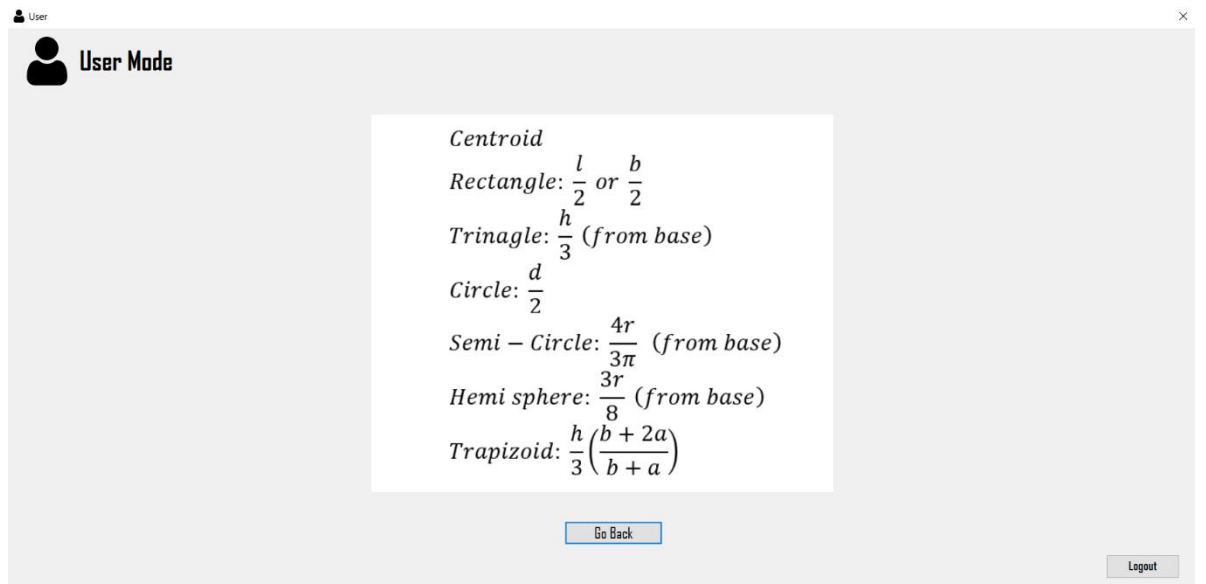 User
User Mode
Centroid
Rectangle: l/2 or b/2
Trinagle: h/3 (from base)
Circle: d/2
Semi − Circle: 4r/3π (from base)
Hemi sphere: 3r/8 (from base)
Trapizoid: h/3 (b + 2a/b + a)
Go Back
Logout